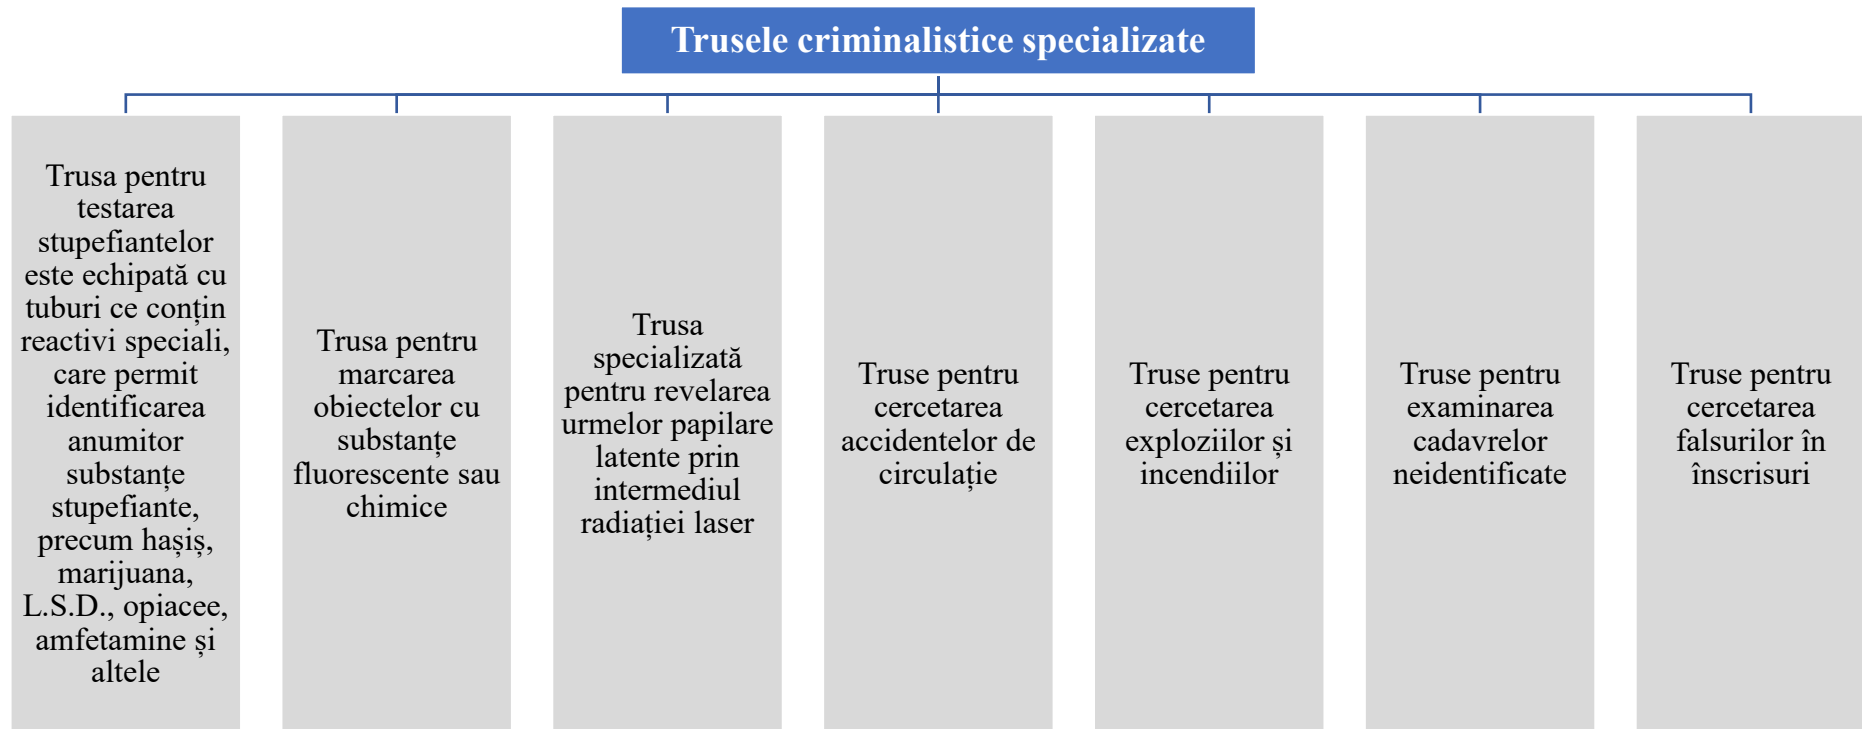 Trusele criminalistice specializate
Trusa pentru
testarea
stupefiantelor
este echipată cu
tuburi ce conțin
reactivi speciali,
care permit
identificarea
anumitor
substanțe
stupefiante,
precum hașiș,
marijuana,
L.S.D., opiacee,
amfetamine și
altele
Trusa pentru
marcarea
obiectelor cu
substanțe
fluorescente sau
chimice
Trusa
specializată
pentru revelarea
urmelor papilare
latente prin
intermediul
radiației laser
Truse pentru
cercetarea
accidentelor de
circulație
Truse pentru
cercetarea
exploziilor și
incendiilor
Truse pentru
examinarea
cadavrelor
neidentificate
Truse pentru
cercetarea
falsurilor în
înscrisuri